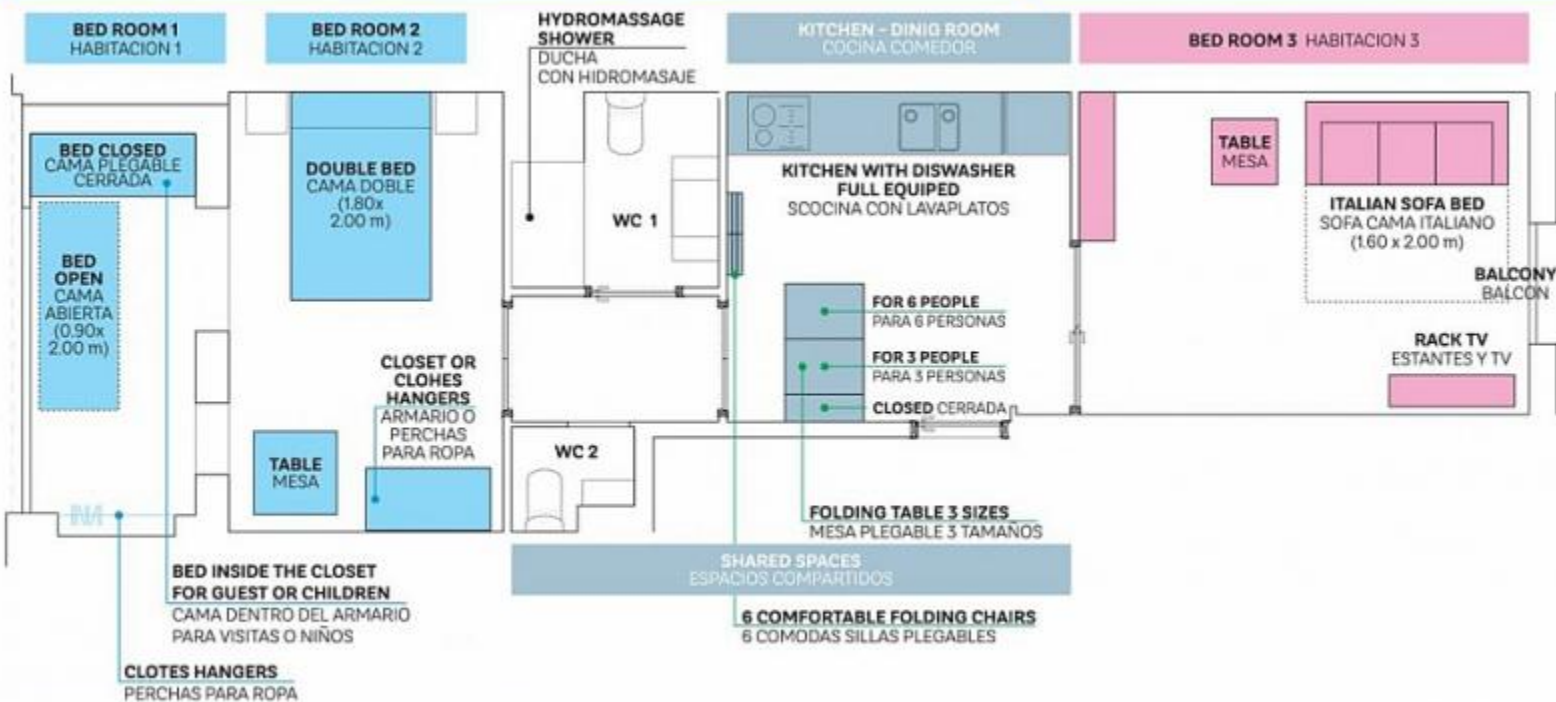 BED ROOM 1
HABITACION 1
BED ROOM 2
HABITACION 2
HYDROMASSAGE
SHOWER
DUCHA
CON HIDROMASAJE
KITCHEN - DINIG ROOM
COCINA COMEDOR
BED ROOM 3 HABITACION 3
BED CLOSED
CAMA PLEGABLE
CERRADA
BED
OPEN
CAMA
ABIERTA
(0.90x
2.00 m)
DOUBLE BED
CAMA DOBLE
(1.80x
2.00 m)
CLOSET OR
CLOHES
HANGERS
ARMARIO O
PERCHAS
PARA ROPA
TABLE
MESA
WC 1
WC 2
KITCHEN WITH DISWASHER
FULL EQUIPED
SCOCINA CON LAVAPLATOS
FOR 6 PEOPLE
PARA 6 PERSONAS
FOR 3 PEOPLE
PARA 3 PERSONAS
CLOSED CERRADA
TABLE
MESA
ITALIAN SOFA BED
SOFA CAMA ITALIANO
(1.60 x 2.00 m)
BALCONY
BALCON
RACK TV
ESTANTES Y TV
FOLDING TABLE 3 SIZES
MESA PLEGABLE 3 TAMAÑOS
SHARED SPACES
ESPACIOS COMPARTIDOS
BED INSIDE THE CLOSET
FOR GUEST OR CHILDREN
CAMA DENTRO DEL ARMARIO
PARA VISITAS O NIÑOS
6 COMFORTABLE FOLDING CHAIRS
6 COMODAS SILLAS PLEGABLES
CLOTES HANGERS
PERCHAS PARA ROPA